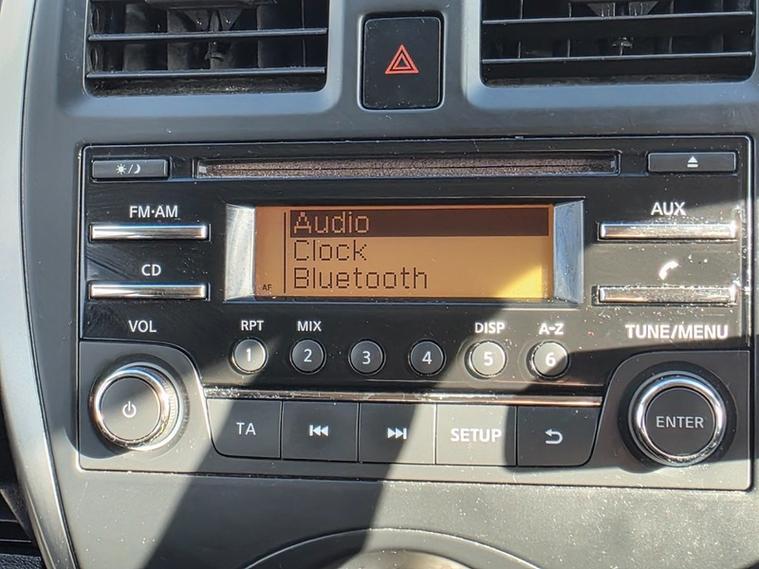 FM·AM
AUX
CD
Audio
Clock
Bluetooth
AF
VOL
RPT
MIX
DISP
A-Z
TUNE/MENU
1
2
3
4
5
6
TA
SETUP
ENTER